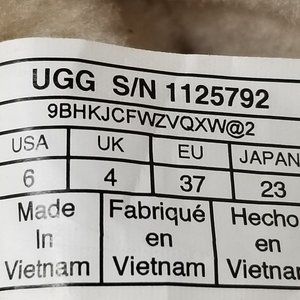 UGG S/N 1125792
9BHKJCFWZVQXW@2
USA UK EU JAPAN
6 4 37 23
Made Fabriqué Hecho
In en en
Vietnam Vietnam Vietnam